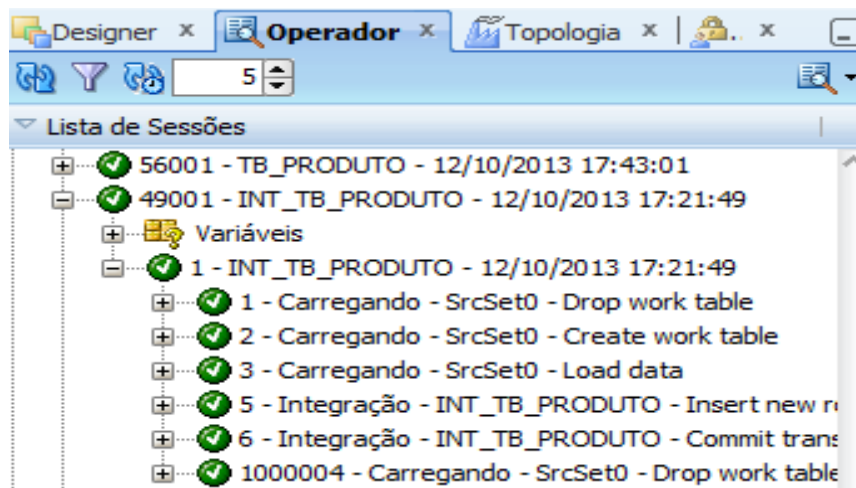 Designer x Operador x Topologia x .. x
5
Lista de Sessões
56001 - TB_PRODUTO - 12/10/2013 17:43:01
49001 - INT_TB_PRODUTO - 12/10/2013 17:21:49
Variáveis
1 - INT_TB_PRODUTO - 12/10/2013 17:21:49
1 - Carregando - SrcSet0 - Drop work table
2 - Carregando - SrcSet0 - Create work table
3 - Carregando - SrcSet0 - Load data
5 - Integração - INT_TB_PRODUTO - Insert new
6 - Integração - INT_TB_PRODUTO - Commit trans
1000004 - Carregando - SrcSet0 - Drop work table